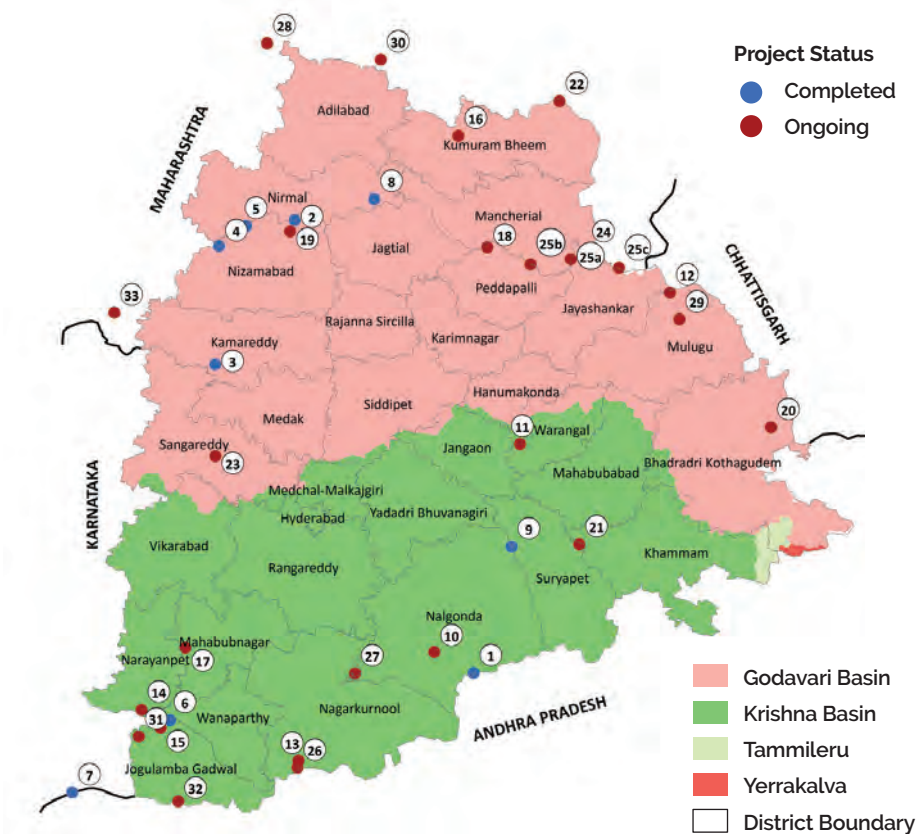 28
30
Project Status
Completed
Ongoing
22
Adilabad
MAHARASHTRA
16
Kumuram Bheem
8
Nirmal
5
2
Mancherial
4
19
18
24
Jagtial
25b
25a
25c
Nizamabad
CHHATTISGARH
12
Peddapalli
33
29
Jayashankar
Rajanna Sircilla
Kamareddy
Karimnagar
Mulugu
3
Hanumakonda
Siddipet
Medak
20
11
Warangal
Sangareddy
Jangaon
23
Mahabubabad
Bhadradri Kothagudem
KARNATAKA
Medchal-Malkajgiri
Yadadri Bhuvanagiri
Hyderabad
9
21
Vikarabad
Khammam
Rangareddy
Suryapet
Nalgonda
Mahabubnagar
10
Narayanpet
17
27
1
Godavari Basin
14
6
Nagarkurnool
ANDHRA PRADESH
Krishna Basin
31
Wanaparthy
15
13
26
Tammileru
Jogulamba Gadwal
7
32
Yerrakalva
District Boundary